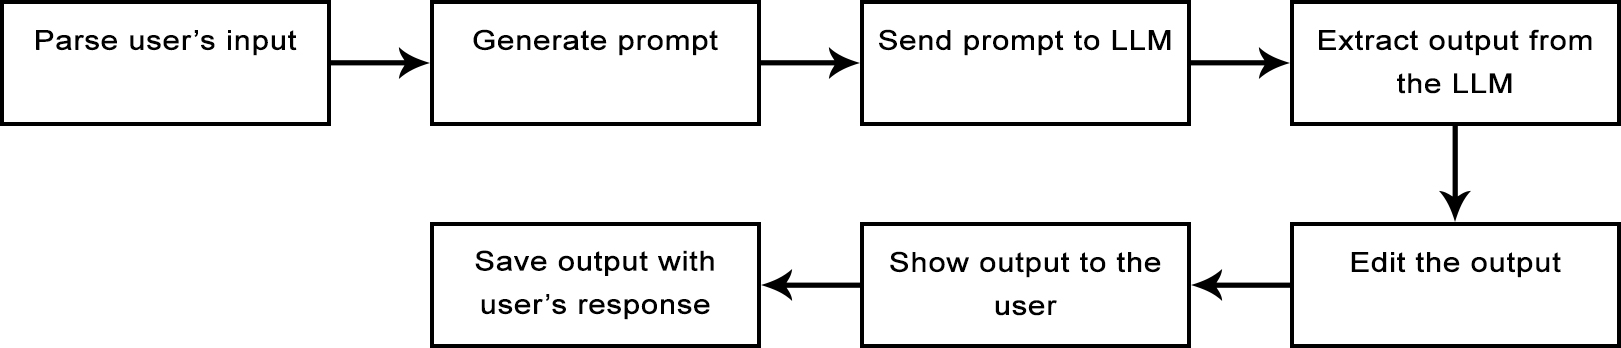 Parse user’s input
Generate prompt
Send prompt to LLM
Extract output from
the LLM
Edit the output
Show output to the
user
Save output with
user’s response